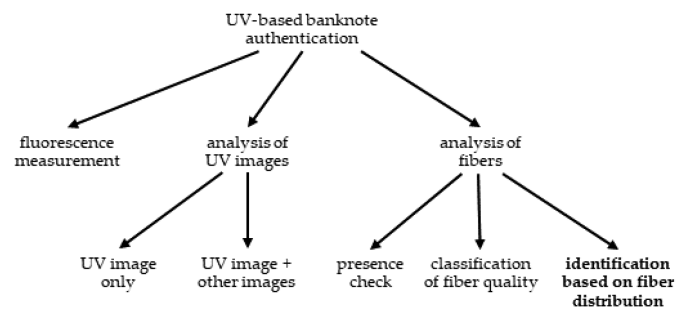 UV-based banknote
authentication
fluorescence
measurement
analysis of
UV images
analysis of
fibers
UV image
only
UV image +
other images
presence
check
classification
of fiber quality
identification
based on fiber
distribution